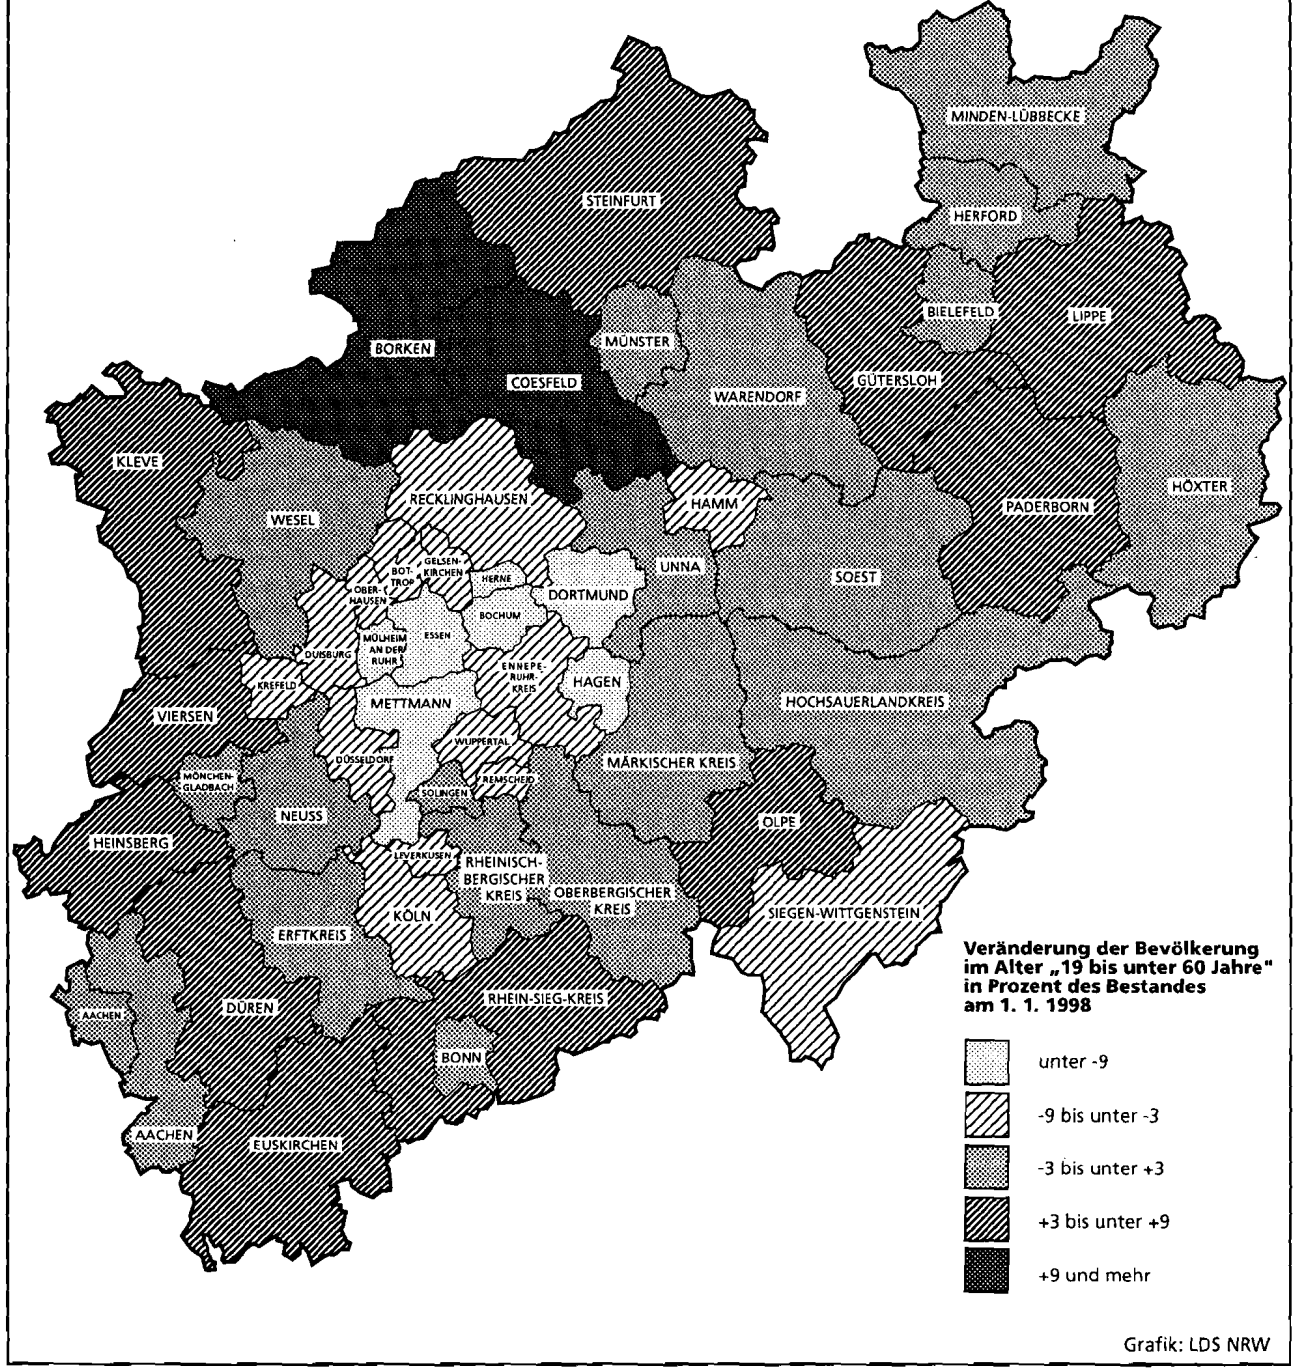 MINDEN-LÜBBECKE
STEINFURT
HERFORD
BIELEFELD
LIPPE
MÜNSTER
BORKEN
COESFELD
GÜTERSLOH
WARENDORF
KLEVE
HÖXTER
RECKLINGHAUSEN
HAMM
PADERBORN
WESEL
UNNA
SOEST
GELSEN-
KIRCHEN
BOT-
TROP
HERNE
OBER-
HAUSEN
DORTMUND
BOCHUM
ESSEN
MÜLHEIM
AN DER
RUHR
DUISBURG
ENNEPE-
RUHR-
KREIS
HAGEN
KREFELD
METTMANN
HOCHSAUERLANDKREIS
VIERSEN
WUPPERTAL
DÜSSELDORF
MÄRKISCHER KREIS
MÖNCHEN-
GLADBACH
REMSCHEID
SOLINGEN
NEUSS
OLPE
HEINSBERG
LEVERKUSEN
RHEINISCH-
BERGISCHER
KREIS
OBERBERGISCHER
KREIS
KÖLN
SIEGEN-WITTGENSTEIN
ERFTKREIS
RHEIN-SIEG-KREIS
DÜREN
AACHEN
BONN
AACHEN
EUSKIRCHEN
Veränderung der Bevölkerung
im Alter „19 bis unter 60 Jahre"
in Prozent des Bestandes
am 1. 1. 1998
unter -9
-9 bis unter -3
-3 bis unter +3
+3 bis unter +9
+9 und mehr
Grafik: LDS NRW